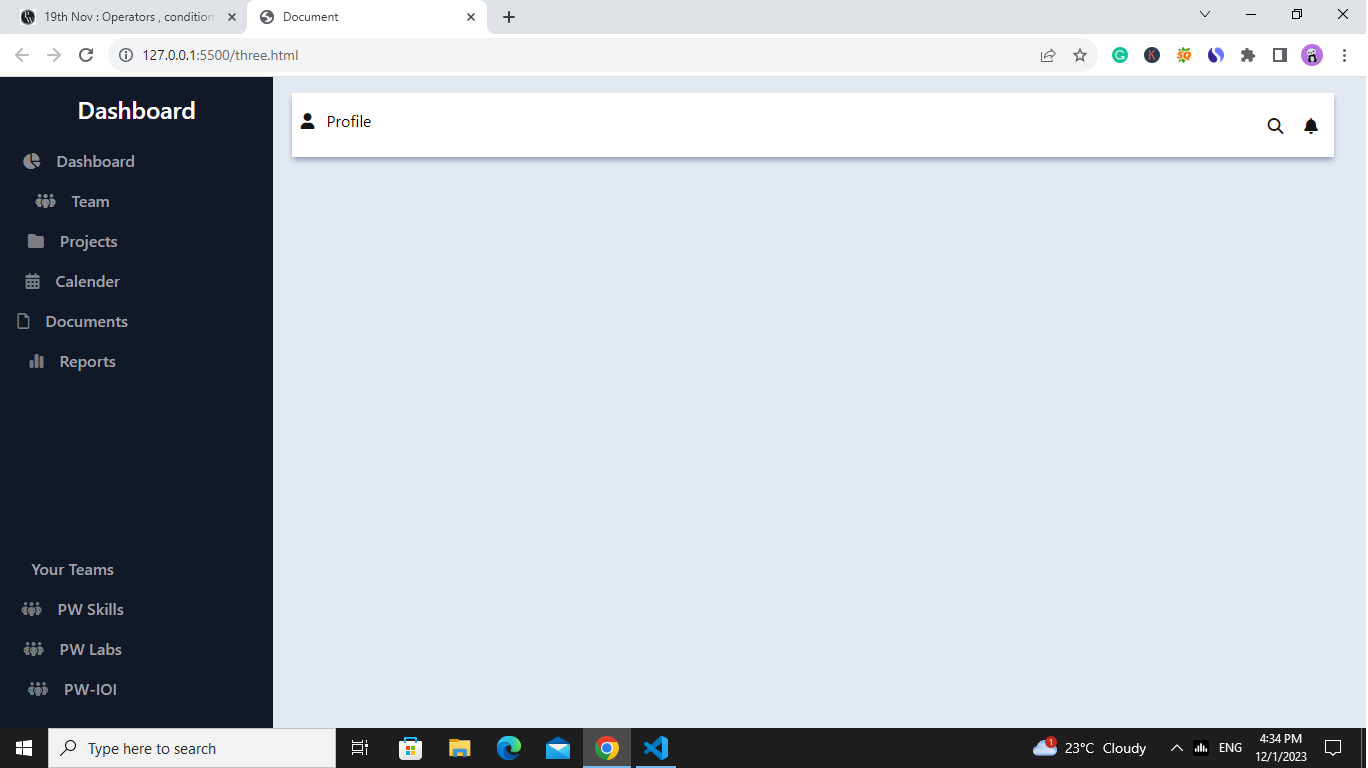 19th Nov : Operators , condition
Document
127.0.0.1:5500/three.html
Dashboard
Profile
Dashboard
Team
Projects
Calender
Documents
Reports
Your Teams
PW Skills
PW Labs
PW-IOI
Type here to search
1
23°C Cloudy
ENG
4:34 PM
12/1/2023